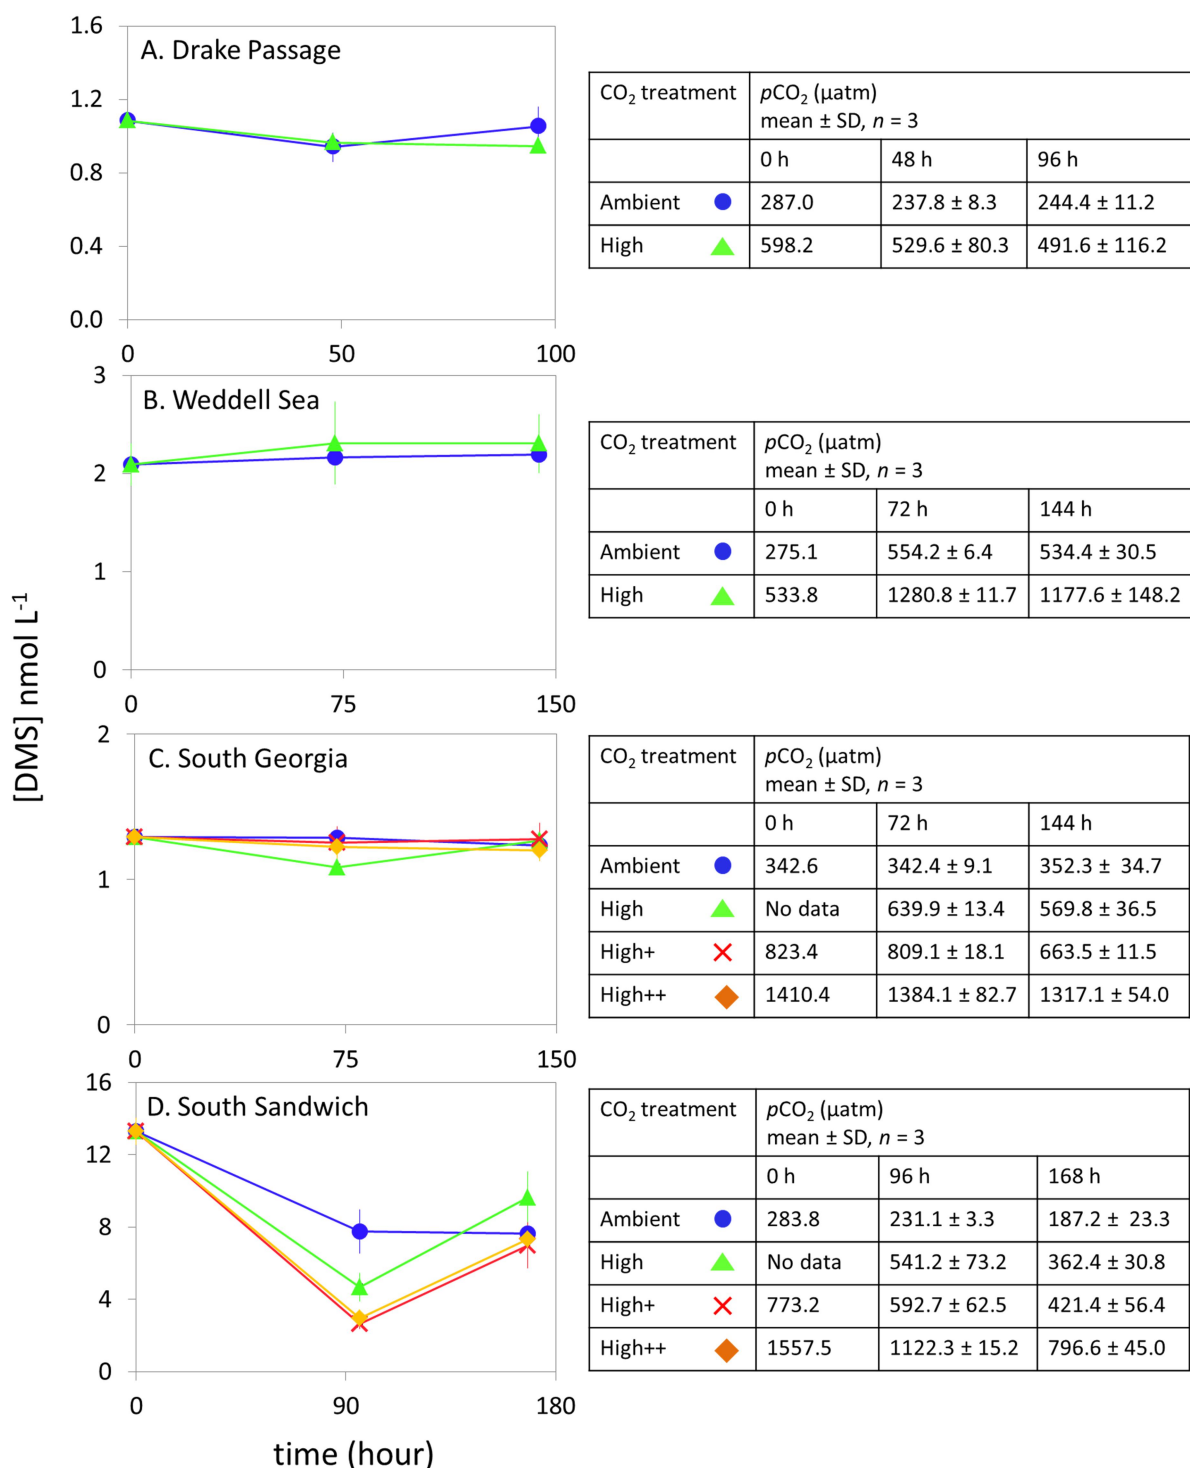 [DMS] nmol L⁻¹
A. Drake Passage
1.6
1.2
0.8
0.4
0.0
0 50 100
CO₂ treatment pCO₂ (µatm)
mean ± SD, n = 3
0 h 48 h 96 h
Ambient 287.0 237.8 ± 8.3 244.4 ± 11.2
High 598.2 529.6 ± 80.3 491.6 ± 116.2
B. Weddell Sea
3
2
1
0
0 75 150
CO₂ treatment pCO₂ (µatm)
mean ± SD, n = 3
0 h 72 h 144 h
Ambient 275.1 554.2 ± 6.4 534.4 ± 30.5
High 533.8 1280.8 ± 11.7 1177.6 ± 148.2
C. South Georgia
2
1
0
0 75 150
CO₂ treatment pCO₂ (µatm)
mean ± SD, n = 3
0 h 72 h 144 h
Ambient 342.6 342.4 ± 9.1 352.3 ± 34.7
High No data 639.9 ± 13.4 569.8 ± 36.5
High+ 823.4 809.1 ± 18.1 663.5 ± 11.5
High++ 1410.4 1384.1 ± 82.7 1317.1 ± 54.0
D. South Sandwich
16
12
8
4
0
0 90 180
CO₂ treatment pCO₂ (µatm)
mean ± SD, n = 3
0 h 96 h 168 h
Ambient 283.8 231.1 ± 3.3 187.2 ± 23.3
High No data 541.2 ± 73.2 362.4 ± 30.8
High+ 773.2 592.7 ± 62.5 421.4 ± 56.4
High++ 1557.5 1122.3 ± 15.2 796.6 ± 45.0
time (hour)